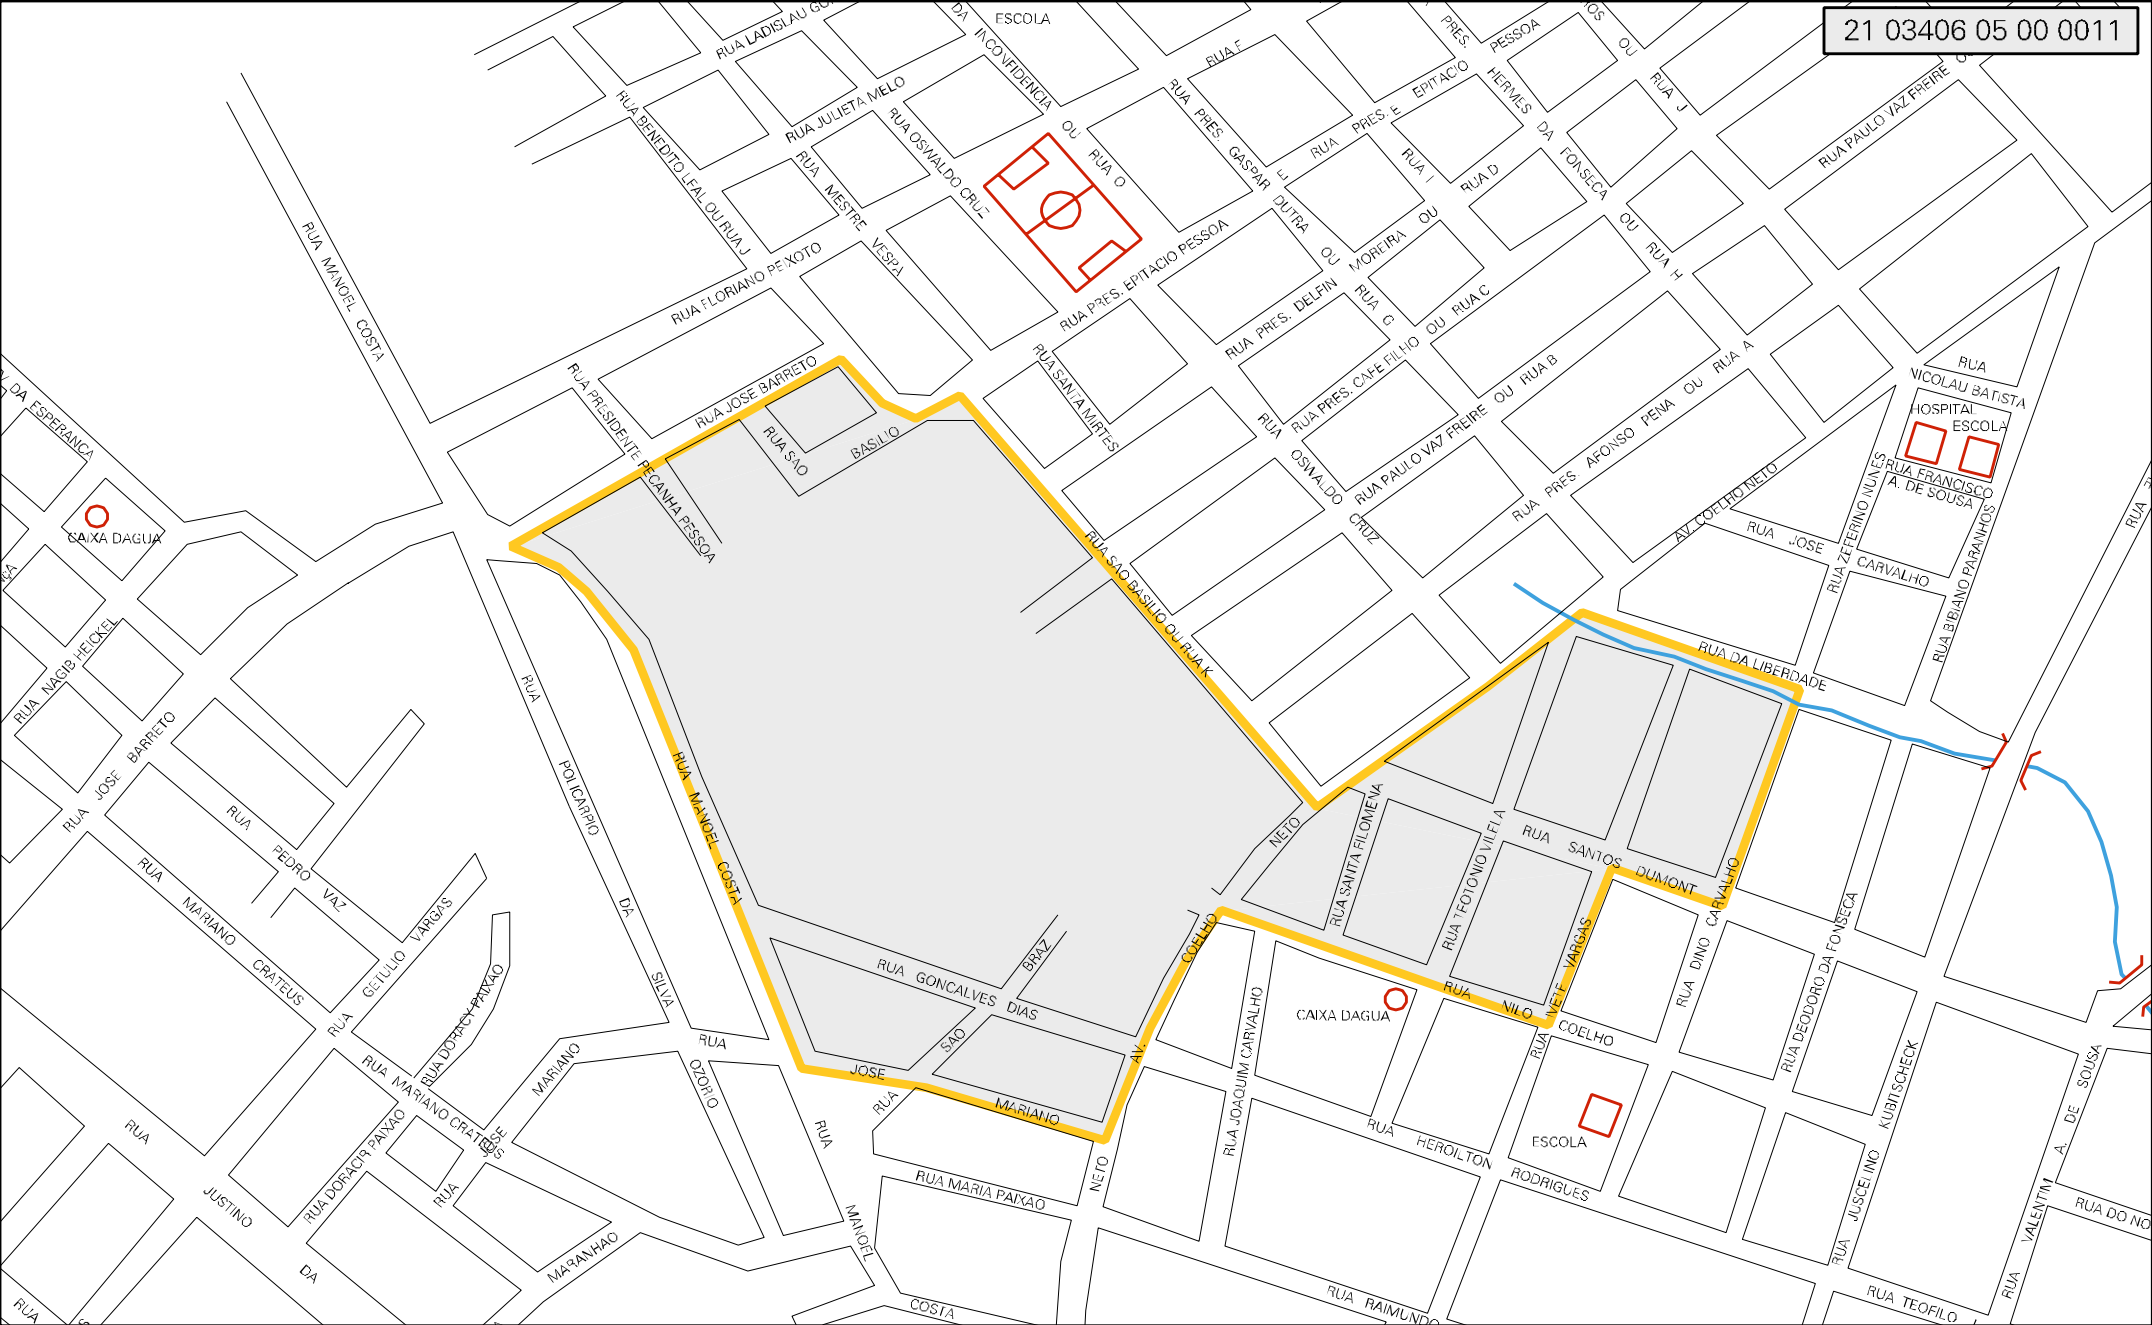 21 03406 05 00 0011
ESCOLA
DA INCONFIDENCIA OU RUA O
RUA F
PRES. HERMES DA FONSECA OU RUA H
RUA PRES. EPITACIO PESSOA
RUA J
RUA PAULO VAZ FREIRE
RUA JULIETA MELO
RUA BENEDITO LEAL OU RUA J
RUA OSWALDO CRUZ
RUA MESTRE VESPA
RUA PRES. GASPAR E DUTRA OU RUA G
RUA PRES. E EPITACIO PESSOA
RUA I
RUA D
RUA FLORIANO PEIXOTO
RUA PRES. DELFIN MOREIRA OU
RUA MANOEL COSTA
RUA PRES. CAFE FILHO OU RUA C
RUA PAULO VAZ FREIRE OU RUA B
RUA PRES. AFONSO PENA OU RUA A
RUA SANTA MIRTES
RUA OSWALDO CRUZ
RUA JOSE BARRETO
RUA PRESIDENTE PECANHA PESSOA
RUA SAO BASILIO
RUA SAO BASILIO OU RUA K
RUA NICOLAU BATISTA
HOSPITAL
ESCOLA
RUA FRANCISCO A. DE SOUSA
AV. COELHO NETO
RUA JOSE CARVALHO
RUA ZEFERINO NUNES
RUA BIBIANO PARANHOS
RUA
RUA DA LIBERDADE
DA ESPERANCA
CAIXA DAGUA
RUA NAGIB HEICKEL
RUA JOSE BARRETO
RUA POLICARPIO DA SILVA OZORIO
RUA MANOEL COSTA
RUA PEDRO VAZ
RUA MARIANO CRATEUS
RUA GETULIO VARGAS
RUA DORACY PAIXAO
RUA MARIANO CRATEUS
RUA DORACIR PAIXAO
RUA JOSE MARIANO
RUA
JOSE
MARIANO
RUA GONCALVES DIAS
RUA SAO BRAZ
AV. COELHO NETO
NETO
RUA SANTA FILOMENA
RUA TEOTONIO VILELA
RUA SANTOS DUMONT
RUA IVETE VARGAS
RUA DINO CARVALHO
RUA DEODORO DA FONSECA
RUA NILO COELHO
CAIXA DAGUA
RUA JOAQUIM CARVALHO
RUA HEROILTON RODRIGUES
ESCOLA
RUA JUSCELINO KUBITSCHECK
RUA VALENTIM A. DE SOUSA
RUA DO NO
RUA TEOFILO
RUA RAIMUNDO
RUA MARIA PAIXAO
RUA MANOEL
COSTA
MARANHAO
RUA JUSTINO DA
RUA